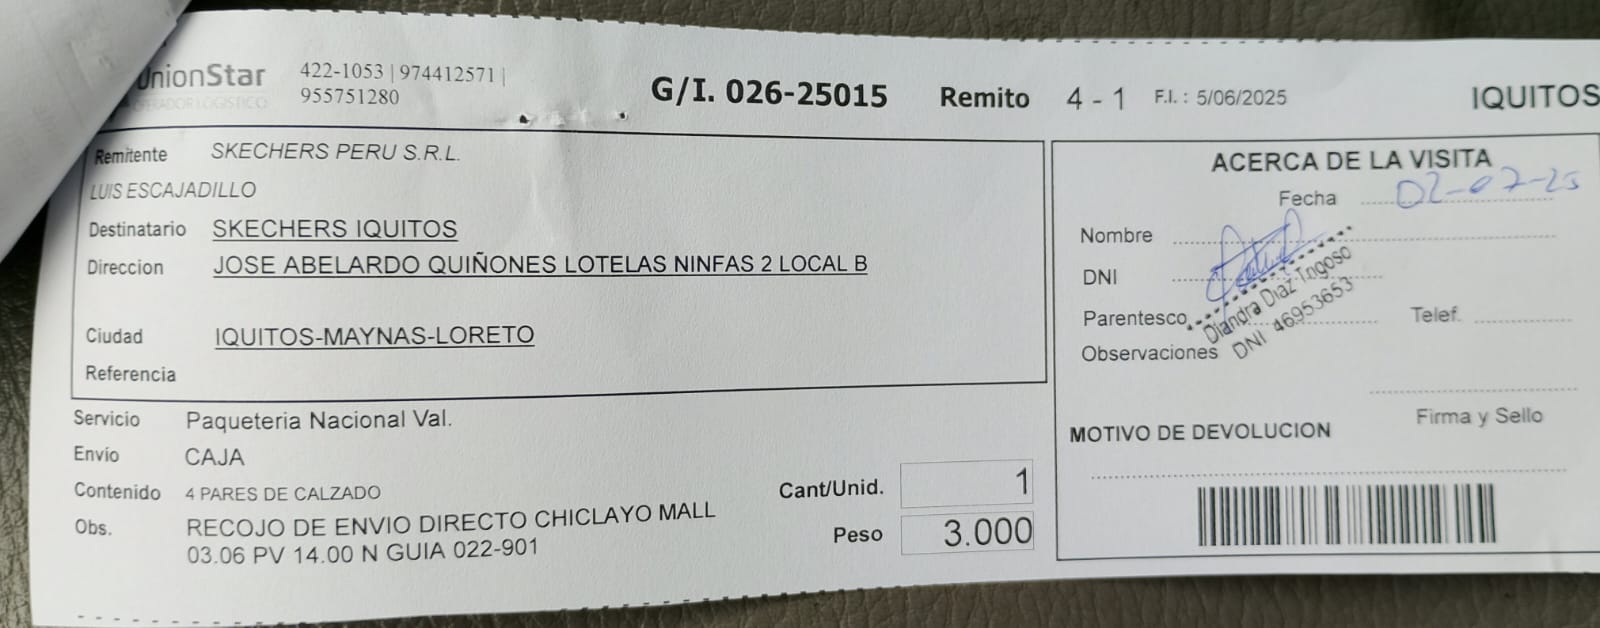 UnionStar
OPERADOR LOGISTICO
422-1053 | 974412571 |
955751280
G/I. 026-25015 Remito 4 - 1 F.I. : 5/06/2025 IQUITOS
Remitente SKECHERS PERU S.R.L.
LUIS ESCAJADILLO
Destinatario SKECHERS IQUITOS
Direccion JOSE ABELARDO QUIÑONES LOTELAS NINFAS 2 LOCAL B
Ciudad IQUITOS-MAYNAS-LORETO
Referencia
Servicio Paqueteria Nacional Val.
Envío CAJA
Contenido 4 PARES DE CALZADO
Obs. RECOJO DE ENVIO DIRECTO CHICLAYO MALL
03.06 PV 14.00 N GUIA 022-901
Cant/Unid. 1
Peso 3.000
ACERCA DE LA VISITA
Fecha 02-07-25
Nombre
DNI
Parentesco Telef.
Observaciones
Diandra Diaz Tngoso
DNI 46953653
Firma y Sello
MOTIVO DE DEVOLUCION